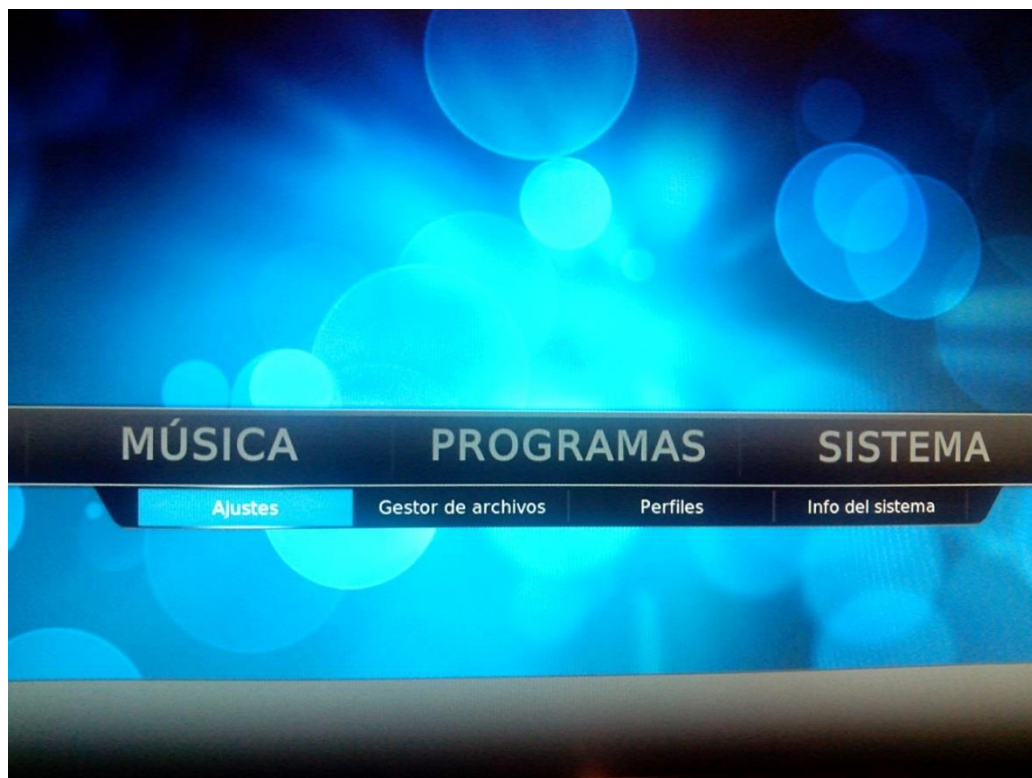 MÚSICA PROGRAMAS SISTEMA
Ajustes Gestor de archivos Perfiles Info del sistema